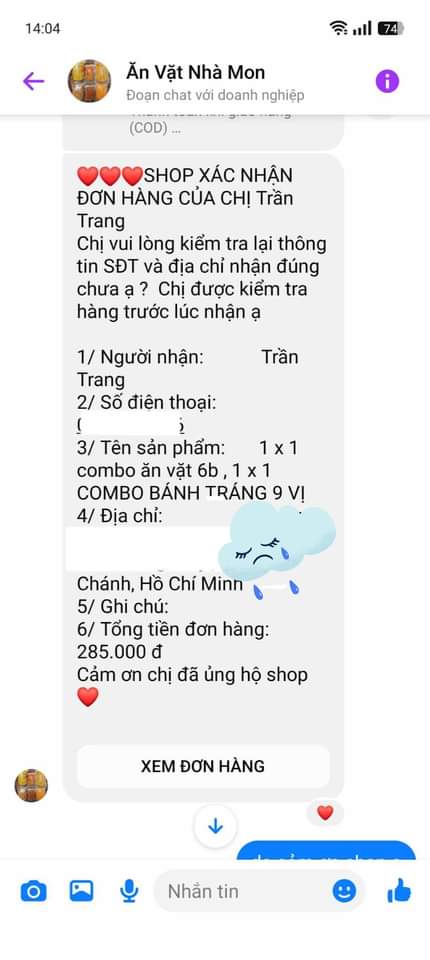 14:04
74
Ăn Vặt Nhà Mon
Đoạn chat với doanh nghiệp
(COD) ...
❤️❤️❤️SHOP XÁC NHẬN
ĐƠN HÀNG CỦA CHỊ Trần
Trang
Chị vui lòng kiểm tra lại thông
tin SĐT và địa chỉ nhận đúng
chưa ạ ? Chị được kiểm tra
hàng trước lúc nhận ạ
1/ Người nhận: Trần
Trang
2/ Số điện thoại:
3/ Tên sản phẩm: 1 x 1
combo ăn vặt 6b , 1 x 1
COMBO BÁNH TRÁNG 9 VỊ
4/ Địa chỉ:
Chánh, Hồ Chí Minh
5/ Ghi chú:
6/ Tổng tiền đơn hàng:
285.000 đ
Cảm ơn chị đã ủng hộ shop
❤️
XEM ĐƠN HÀNG
Nhắn tin